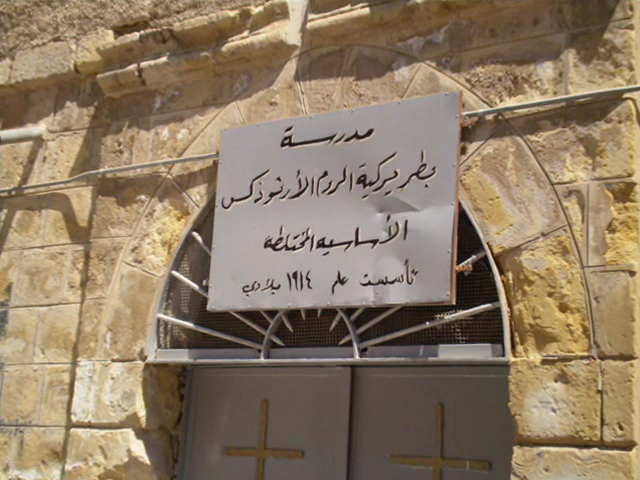 مدرسة
بطريركية الروم الأرثوذكس
الأساسية المختلطة
تأسست عام ١٩١٤ ميلادي